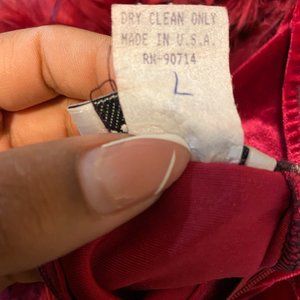 DRY CLEAN ONLY
MADE IN U.S.A.
RN-90714
L